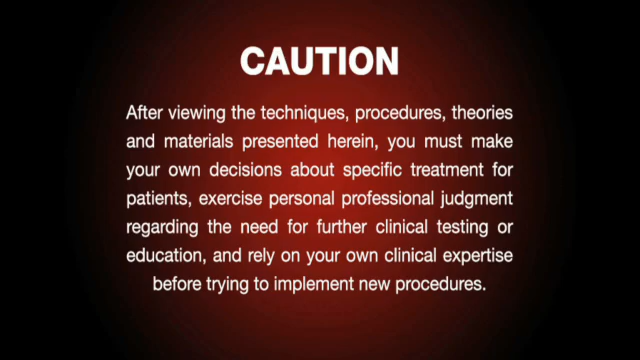 CAUTION
After viewing the techniques, procedures, theories
and materials presented herein, you must make
your own decisions about specific treatment for
patients, exercise personal professional judgment
regarding the need for further clinical testing or
education, and rely on your own clinical expertise
before trying to implement new procedures.